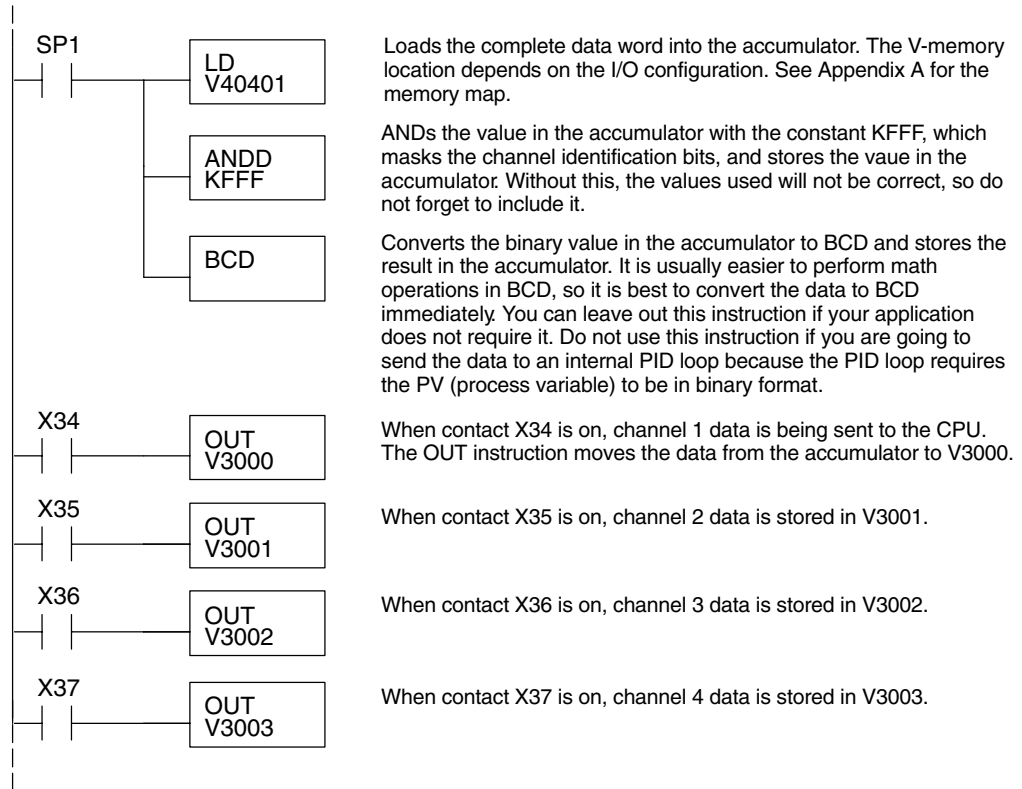 SP1
LD
V40401
Loads the complete data word into the accumulator. The V-memory
location depends on the I/O configuration. See Appendix A for the
memory map.
ANDD
KFFF
ANDs the value in the accumulator with the constant KFFF, which
masks the channel identification bits, and stores the vaue in the
accumulator. Without this, the values used will not be correct, so do
not forget to include it.
BCD
Converts the binary value in the accumulator to BCD and stores the
result in the accumulator. It is usually easier to perform math
operations in BCD, so it is best to convert the data to BCD
immediately. You can leave out this instruction if your application
does not require it. Do not use this instruction if you are going to
send the data to an internal PID loop because the PID loop requires
the PV (process variable) to be in binary format.
X34
OUT
V3000
When contact X34 is on, channel 1 data is being sent to the CPU.
The OUT instruction moves the data from the accumulator to V3000.
X35
OUT
V3001
When contact X35 is on, channel 2 data is stored in V3001.
X36
OUT
V3002
When contact X36 is on, channel 3 data is stored in V3002.
X37
OUT
V3003
When contact X37 is on, channel 4 data is stored in V3003.